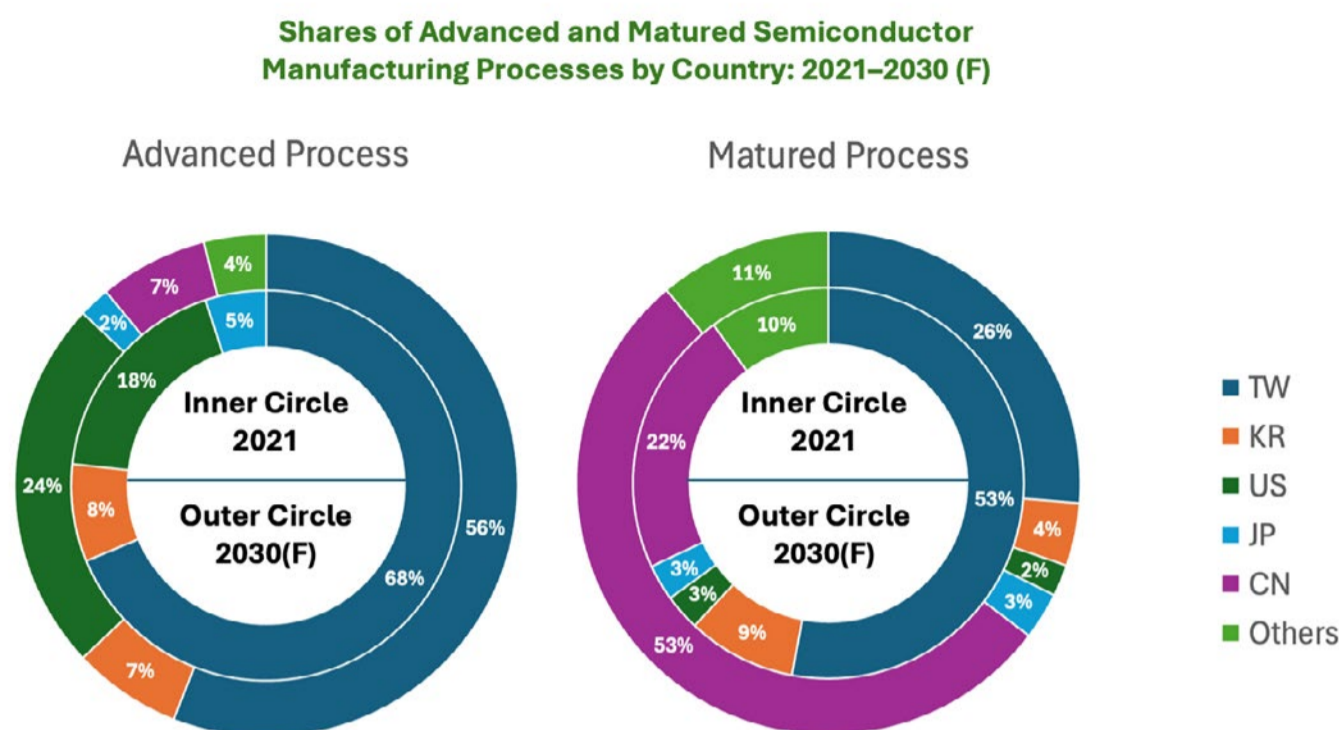 Shares of Advanced and Matured Semiconductor
Manufacturing Processes by Country: 2021–2030 (F)
Advanced Process
4%
7%
2%
5%
18%
24%
8%
7%
56%
68%
Inner Circle
2021
Outer Circle
2030(F)
Matured Process
11%
10%
26%
22%
53%
4%
2%
3%
3%
3%
9%
53%
Inner Circle
2021
Outer Circle
2030(F)
TW
KR
US
JP
CN
Others